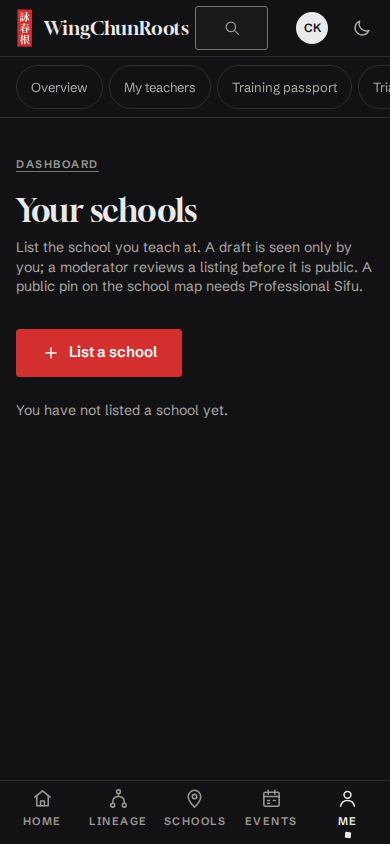 詠春根
WingChunRoots
CK
Overview
My teachers
Training passport
Tria
DASHBOARD
Your schools
List the school you teach at. A draft is seen only by
you; a moderator reviews a listing before it is public. A
public pin on the school map needs Professional Sifu.
+ List a school
You have not listed a school yet.
HOME
LINEAGE
SCHOOLS
EVENTS
ME